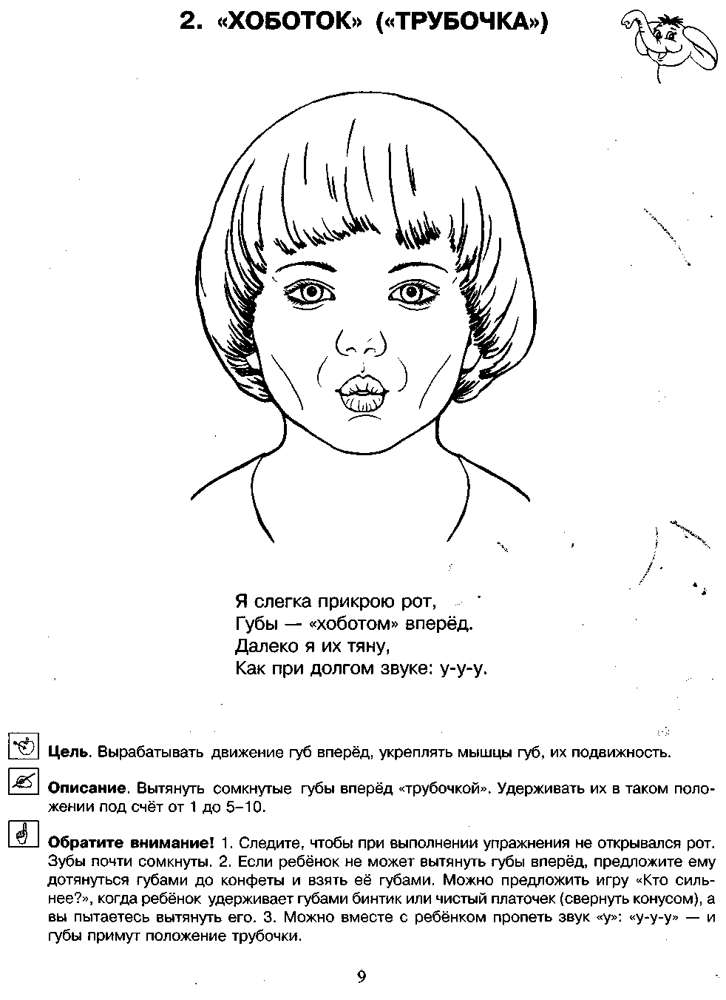 2. «ХОБОТОК» («ТРУБОЧКА»)
Я слегка прикрою рот,
Губы — «хоботом» вперёд.
Далеко я их тяну,
Как при долгом звуке: у-у-у.
Цель. Вырабатывать движение губ вперёд, укреплять мышцы губ, их подвижность.
Описание. Вытянуть сомкнутые губы вперёд «трубочкой». Удерживать их в таком поло-
жении под счёт от 1 до 5–10.
Обратите внимание! 1. Следите, чтобы при выполнении упражнения не открывался рот.
Зубы почти сомкнуты. 2. Если ребёнок не может вытянуть губы вперёд, предложите ему
дотянуться губами до конфеты и взять её губами. Можно предложить игру «Кто силь-
нее?», когда ребёнок удерживает губами бинтик или чистый платочек (свернуть конусом), а
вы пытаетесь вытянуть его. 3. Можно вместе с ребёнком пропеть звук «у»: «у-у-у» — и
губы примут положение трубочки.
9